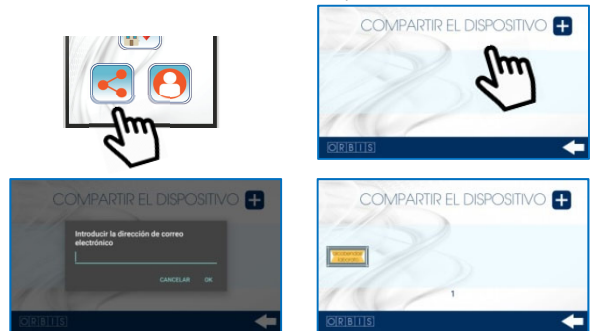 COMPARTIR EL DISPOSITIVO
ORBIS
COMPARTIR EL DISPOSITIVO
Introducir la dirección de correo
electrónico
CANCELAR OK
ORBIS
COMPARTIR EL DISPOSITIVO
1
ORBIS